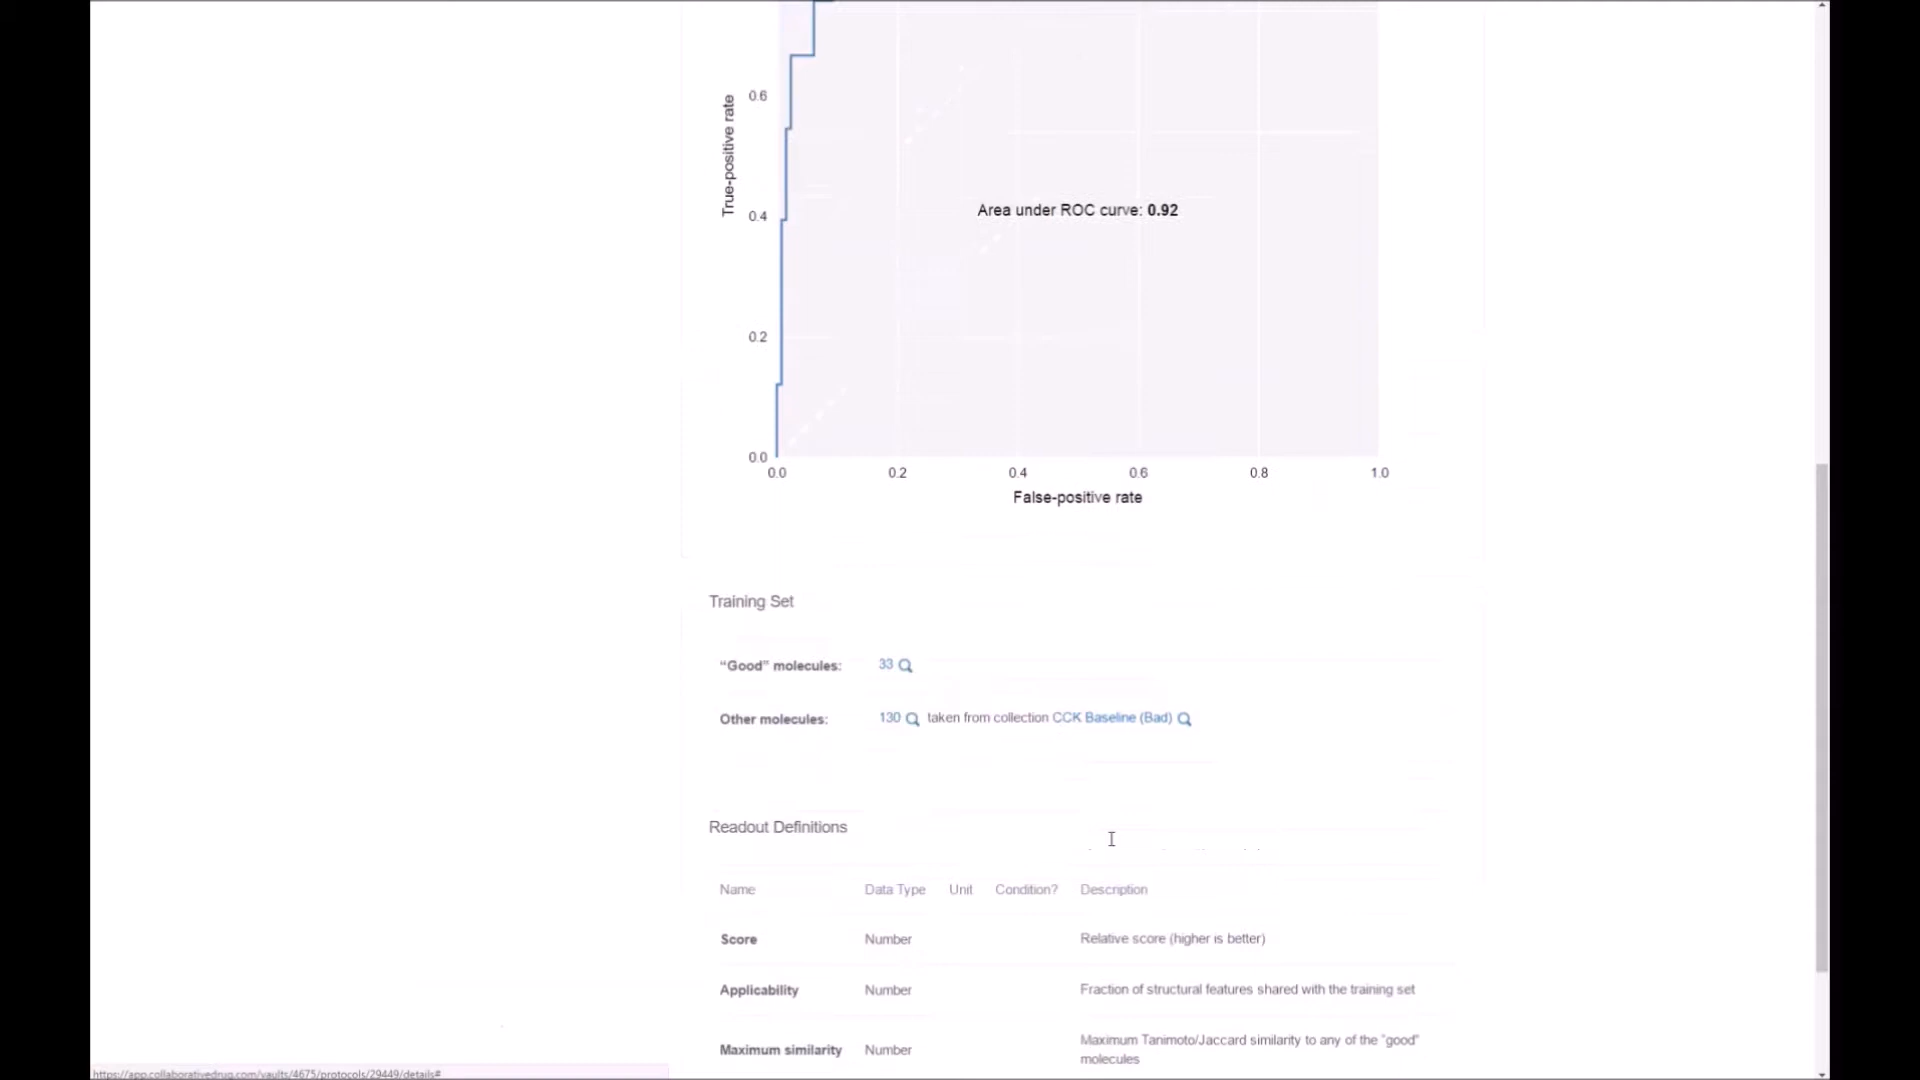 0.6
True-positive rate
0.4
Area under ROC curve: 0.92
0.2
0.0
0.0 0.2 0.4 0.6 0.8 1.0
False-positive rate
Training Set
“Good” molecules: 33
Other molecules: 130 taken from collection CCK Baseline (Bad)
Readout Definitions
Name Data Type Unit Condition? Description
Score Number Relative score (higher is better)
Applicability Number Fraction of structural features shared with the training set
Maximum similarity Number Maximum Tanimoto/Jaccard similarity to any of the "good"
molecules
https://app.collaborativedrug.com/vaults/4675/protocols/29449/details#